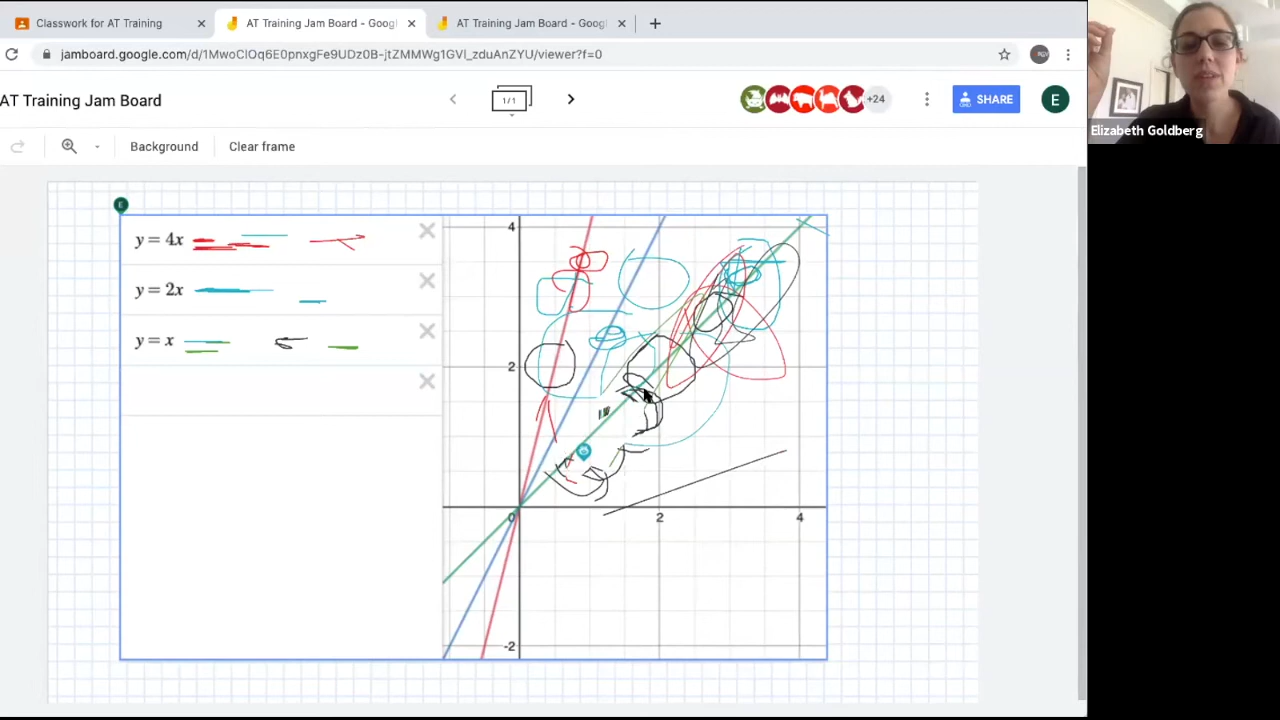 Classwork for AT Training
AT Training Jam Board - Googl
AT Training Jam Board - Googl
jamboard.google.com/d/1MwoClOq6E0pnxgFe9UDz0B-jtZMMWg1GVl_zduAnZYU/viewer?f=0
AT Training Jam Board
1/1
+24
SHARE
E
Background
Clear frame
E
y = 4x
y = 2x
y = x
4
2
0
2
4
-2
Elizabeth Goldberg